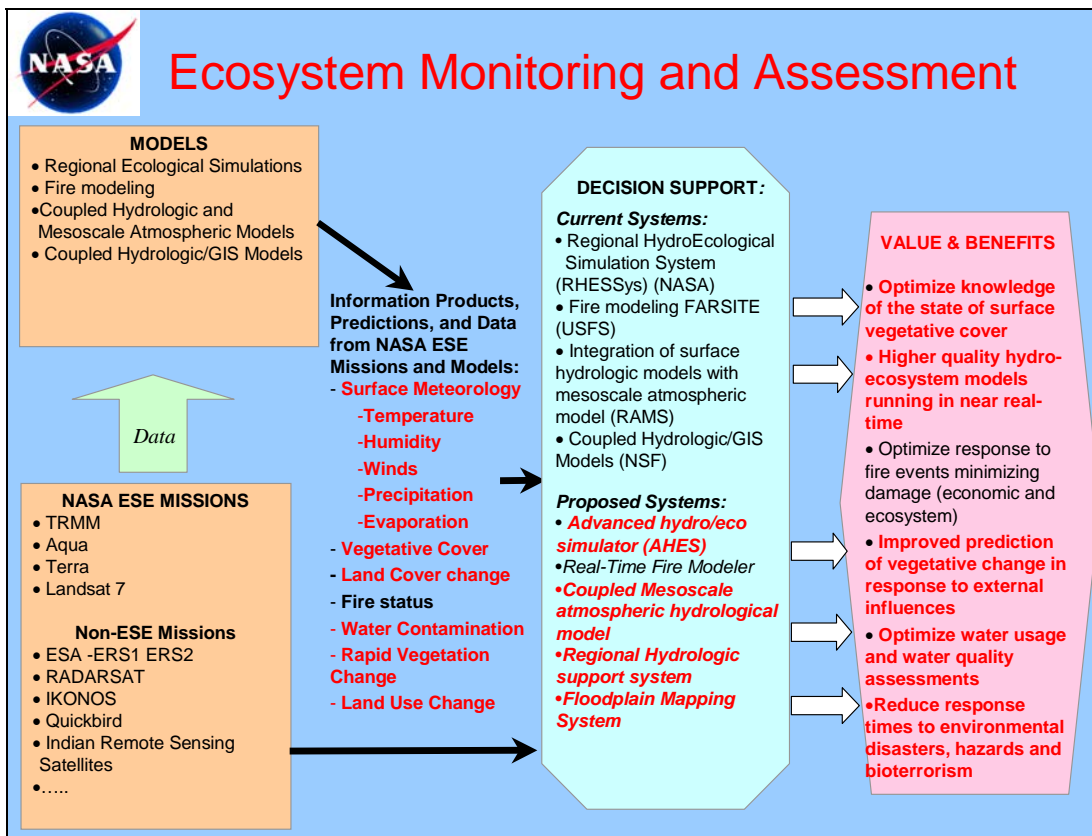 NASA
Ecosystem Monitoring and Assessment
MODELS
• Regional Ecological Simulations
• Fire modeling
•Coupled Hydrologic and
Mesoscale Atmospheric Models
• Coupled Hydrologic/GIS Models
Data
NASA ESE MISSIONS
• TRMM
• Aqua
• Terra
• Landsat 7
Non-ESE Missions
• ESA -ERS1 ERS2
• RADARSAT
• IKONOS
• Quickbird
• Indian Remote Sensing
Satellites
•…..
Information Products,
Predictions, and Data
from NASA ESE
Missions and Models:
- Surface Meteorology
-Temperature
-Humidity
-Winds
-Precipitation
-Evaporation
- Vegetative Cover
- Land Cover change
- Fire status
- Water Contamination
- Rapid Vegetation
Change
- Land Use Change
DECISION SUPPORT:
Current Systems:
• Regional HydroEcological
Simulation System
(RHESSys) (NASA)
• Fire modeling FARSITE
(USFS)
• Integration of surface
hydrologic models with
mesoscale atmospheric
model (RAMS)
• Coupled Hydrologic/GIS
Models (NSF)
Proposed Systems:
• Advanced hydro/eco
simulator (AHES)
•Real-Time Fire Modeler
•Coupled Mesoscale
atmospheric hydrological
model
•Regional Hydrologic
support system
•Floodplain Mapping
System
VALUE & BENEFITS
• Optimize knowledge
of the state of surface
vegetative cover
• Higher quality hydro-
ecosystem models
running in near real-
time
• Optimize response to
fire events minimizing
damage (economic and
ecosystem)
• Improved prediction
of vegetative change in
response to external
influences
• Optimize water usage
and water quality
assessments
•Reduce response
times to environmental
disasters, hazards and
bioterrorism